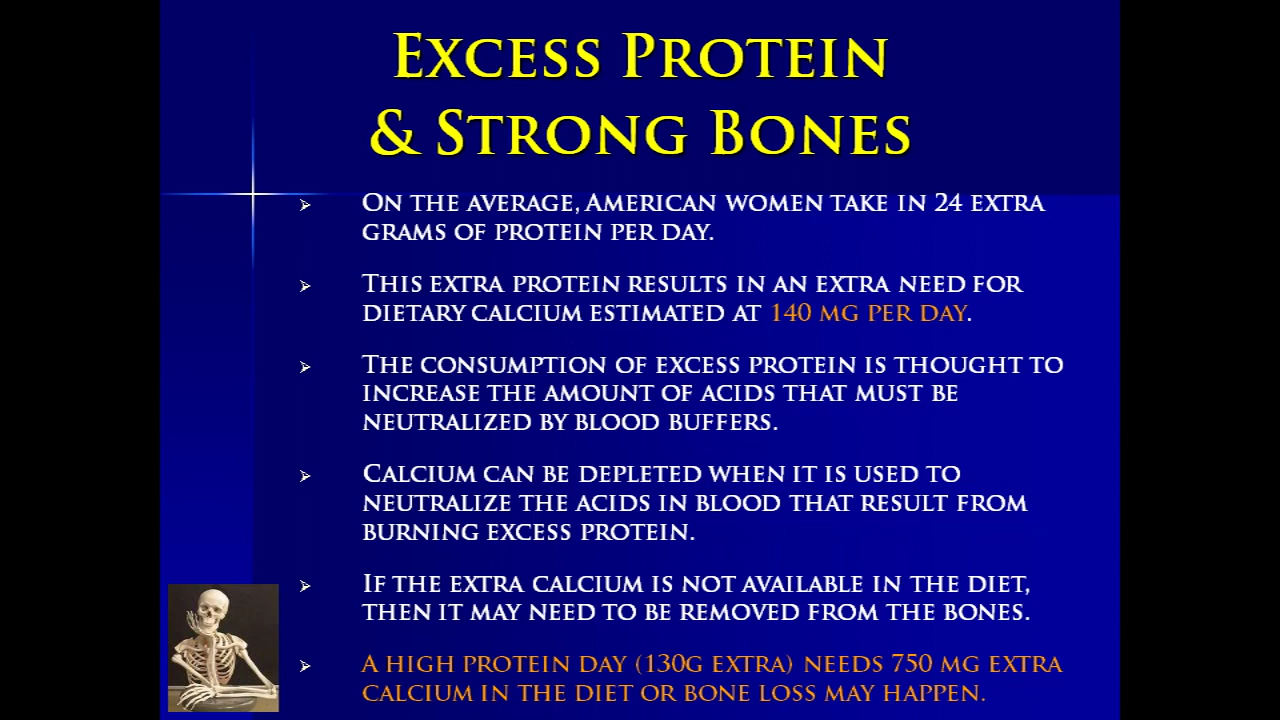 Excess Protein
& Strong Bones
On the average, American women take in 24 extra
grams of protein per day.
This extra protein results in an extra need for
dietary calcium estimated at 140 mg per day.
The consumption of excess protein is thought to
increase the amount of acids that must be
neutralized by blood buffers.
Calcium can be depleted when it is used to
neutralize the acids in blood that result from
burning excess protein.
If the extra calcium is not available in the diet,
then it may need to be removed from the bones.
A high protein day (130g extra) needs 750 mg extra
calcium in the diet or bone loss may happen.